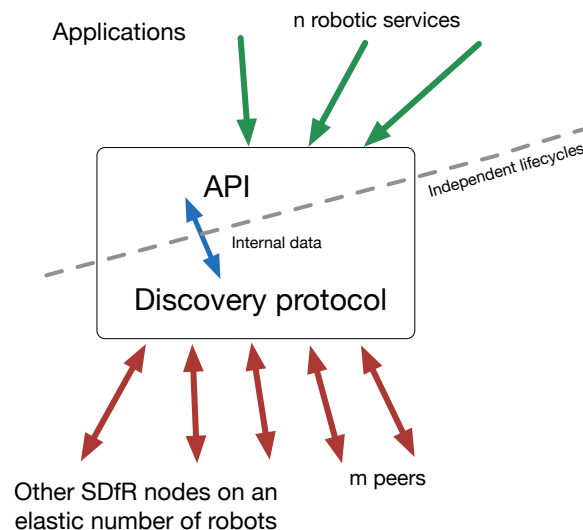 Applications
n robotic services
Independent lifecycles
API
Internal data
Discovery protocol
m peers
Other SDfR nodes on an
elastic number of robots